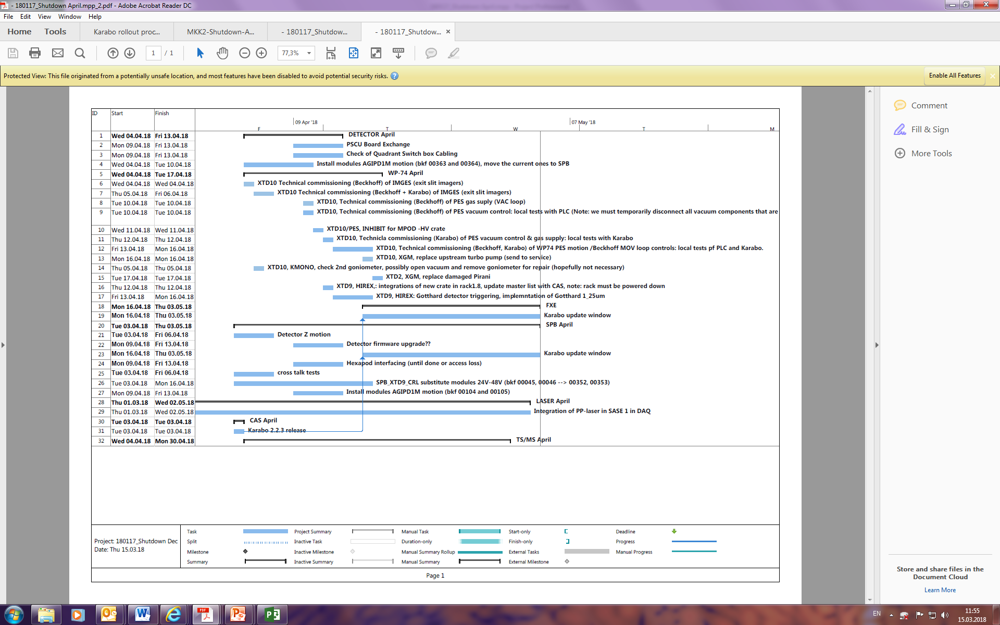 - 180117_Shutdown April.mpp_2.pdf - Adobe Acrobat Reader DC
File Edit View Window Help
Home Tools Karabo rollout proc... MKK2-Shutdown-A... - 180117_Shutdow... - 180117_Shutdow... ×
1 / 1 77,3%
Protected View: This file originated from a potentially unsafe location, and most features have been disabled to avoid potential security risks. ? Enable All Features ×
Comment
Fill & Sign
More Tools
ID Start Finish
09 Apr '18 07 May '18
F T W T M
1 Wed 04.04.18 Fri 13.04.18 DETECTOR April
2 Mon 09.04.18 Fri 13.04.18 PSCU Board Exchange
3 Mon 09.04.18 Fri 13.04.18 Check of Quadrant Switch box Cabling
4 Wed 04.04.18 Tue 10.04.18 Install modules AGIPD1M motion (bkf 00363 and 00364), move the current ones to SPB
5 Wed 04.04.18 Tue 17.04.18 WP-74 April
6 Wed 04.04.18 Wed 04.04.18 XTD10 Technical commissioning (Beckhoff) of IMGES (exit slit imagers)
7 Thu 05.04.18 Fri 06.04.18 XTD10 Technical commissioning (Beckhoff + Karabo) of IMGES (exit slit imagers)
8 Tue 10.04.18 Tue 10.04.18 XTD10, Technical commissioning (Beckhoff) of PES gas suply (VAC loop)
9 Tue 10.04.18 Tue 10.04.18 XTD10, Technical commissioning (Beckhoff) of PES vacuum control: local tests with PLC (Note: we must temporarily disconnect all vacuum components that are
10 Wed 11.04.18 Wed 11.04.18 XTD10/PES, INHIBIT for MPOD -HV crate
11 Thu 12.04.18 Thu 12.04.18 XTD10, Technicla commissioning (Karabo) of PES vacuum control & gas supply: local tests with Karabo
12 Fri 13.04.18 Mon 16.04.18 XTD10, Technical commissioning (Beckhoff, Karabo) of WP74 PES motion /Beckhoff MOV loop controls: local tests pf PLC and Karabo.
13 Mon 16.04.18 Mon 16.04.18 XTD10, XGM, replace upstream turbo pump (send to service)
14 Thu 05.04.18 Thu 05.04.18 XTD10, KMONO, check 2nd goniometer, possibly open vacuum and remove goniometer for repair (hopefully not necessary)
15 Tue 17.04.18 Tue 17.04.18 XTD2, XGM, replace damaged Pirani
16 Thu 12.04.18 Thu 12.04.18 XTD9, HIREX,: integrations of new crate in rack1.8, update master list with CAS, note: rack must be powered down
17 Fri 13.04.18 Mon 16.04.18 XTD9, HIREX: Gotthard detector triggering, implemntation of Gotthard 1_25um
18 Mon 16.04.18 Thu 03.05.18 FXE
19 Mon 16.04.18 Thu 03.05.18 Karabo update window
20 Tue 03.04.18 Thu 03.05.18 SPB April
21 Tue 03.04.18 Fri 06.04.18 Detector Z motion
22 Mon 09.04.18 Fri 13.04.18 Detector firmware upgrade??
23 Mon 16.04.18 Thu 03.05.18 Karabo update window
24 Mon 09.04.18 Fri 13.04.18 Hexapod interfacing (until done or access loss)
25 Tue 03.04.18 Fri 06.04.18 cross talk tests
26 Tue 03.04.18 Mon 16.04.18 SPB_XTD9_CRL substitute modules 24V-48V (bkf 00045, 00046 --> 00352, 00353)
27 Mon 09.04.18 Fri 13.04.18 Install modules AGIPD1M motion (bkf 00104 and 00105)
28 Thu 01.03.18 Wed 02.05.18 LASER April
29 Thu 01.03.18 Wed 02.05.18 Integration of PP-laser in SASE 1 in DAQ
30 Tue 03.04.18 Tue 03.04.18 CAS April
31 Tue 03.04.18 Tue 03.04.18 Karabo 2.2.3 release
32 Wed 04.04.18 Mon 30.04.18 TS/MS April
Project: 180117_Shutdown Dec
Date: Thu 15.03.18
Task Project Summary Manual Task Start-only Deadline
Split Inactive Task Duration-only Finish-only Progress
Milestone Inactive Milestone Manual Summary Rollup External Tasks Manual Progress
Summary Inactive Summary Manual Summary External Milestone
Page 1
Store and share files in the
Document Cloud
Learn More
EN 11:55
15.03.2018